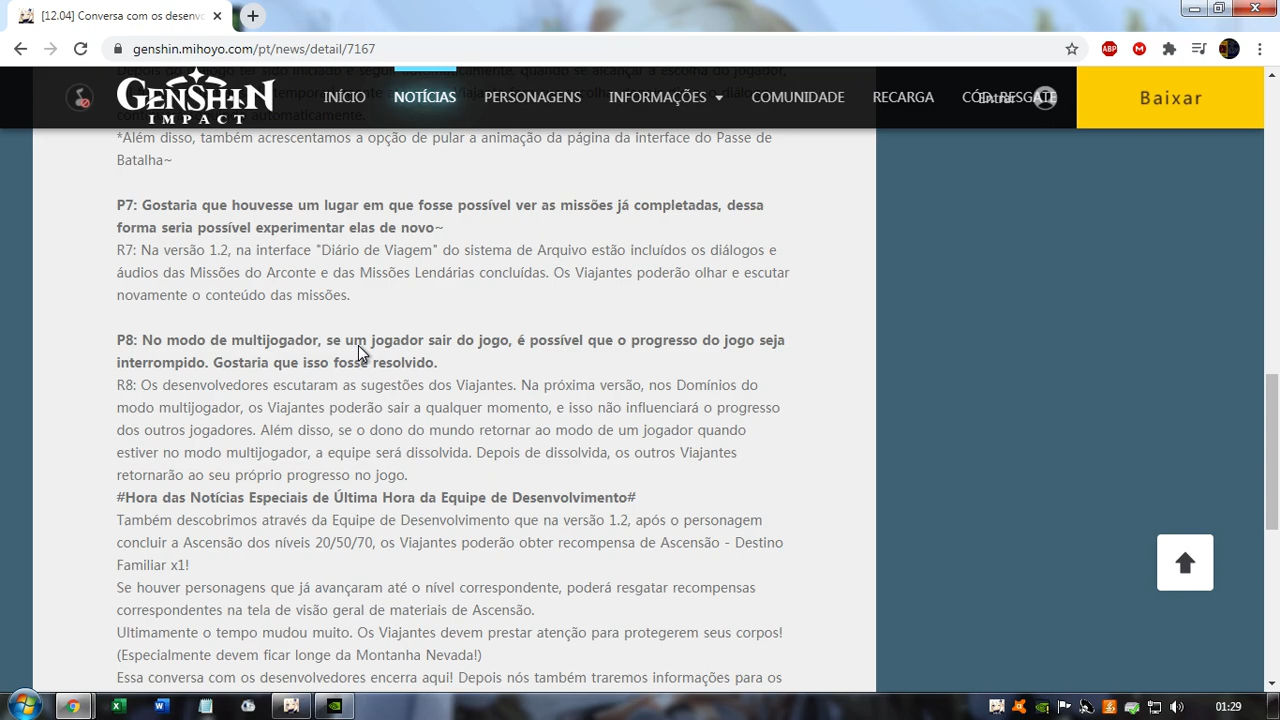 [12.04] Conversa com os desenvo
genshin.mihoyo.com/pt/news/detail/7167
ABP
GENSHIN
IMPACT
INÍCIO
NOTÍCIAS
PERSONAGENS
INFORMAÇÕES
COMUNIDADE
RECARGA
Entrar
Baixar
*Além disso, também acrescentamos a opção de pular a animação da página da interface do Passe de
Batalha~
P7: Gostaria que houvesse um lugar em que fosse possível ver as missões já completadas, dessa
forma seria possível experimentar elas de novo~
R7: Na versão 1.2, na interface "Diário de Viagem" do sistema de Arquivo estão incluídos os diálogos e
áudios das Missões do Arconte e das Missões Lendárias concluídas. Os Viajantes poderão olhar e escutar
novamente o conteúdo das missões.
P8: No modo de multijogador, se um jogador sair do jogo, é possível que o progresso do jogo seja
interrompido. Gostaria que isso fosse resolvido.
R8: Os desenvolvedores escutaram as sugestões dos Viajantes. Na próxima versão, nos Domínios do
modo multijogador, os Viajantes poderão sair a qualquer momento, e isso não influenciará o progresso
dos outros jogadores. Além disso, se o dono do mundo retornar ao modo de um jogador quando
estiver no modo multijogador, a equipe será dissolvida. Depois de dissolvida, os outros Viajantes
retornarão ao seu próprio progresso no jogo.
#Hora das Notícias Especiais de Última Hora da Equipe de Desenvolvimento#
Também descobrimos através da Equipe de Desenvolvimento que na versão 1.2, após o personagem
concluir a Ascensão dos níveis 20/50/70, os Viajantes poderão obter recompensa de Ascensão - Destino
Familiar x1!
Se houver personagens que já avançaram até o nível correspondente, poderá resgatar recompensas
correspondentes na tela de visão geral de materiais de Ascensão.
Ultimamente o tempo mudou muito. Os Viajantes devem prestar atenção para protegerem seus corpos!
(Especialmente devem ficar longe da Montanha Nevada!)
Essa conversa com os desenvolvedores encerra aqui! Depois nós também traremos informações para os
01:29